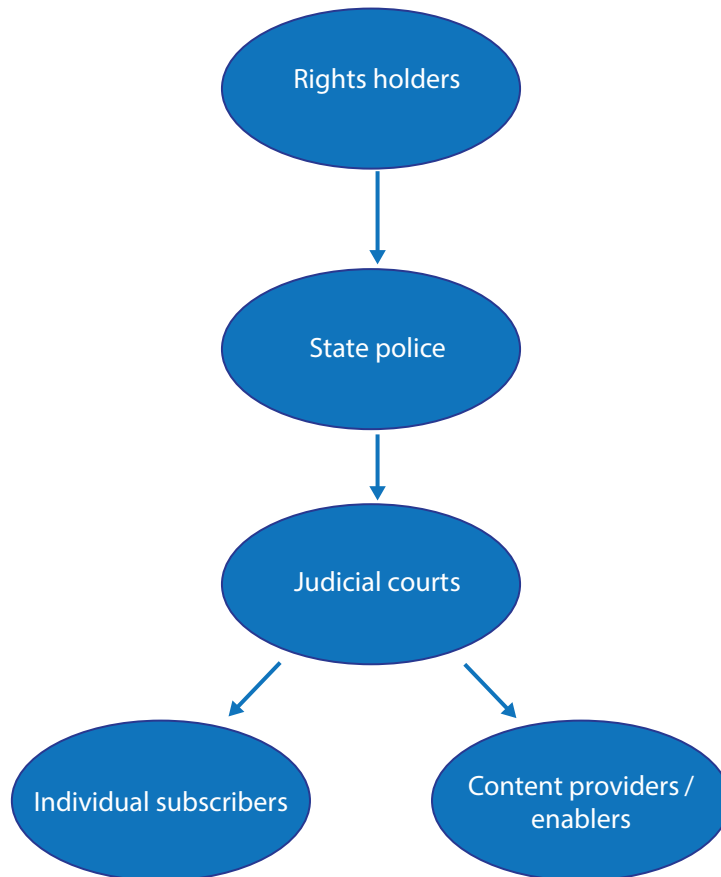 Rights holders
State police
Judicial courts
Individual subscribers
Content providers /
enablers